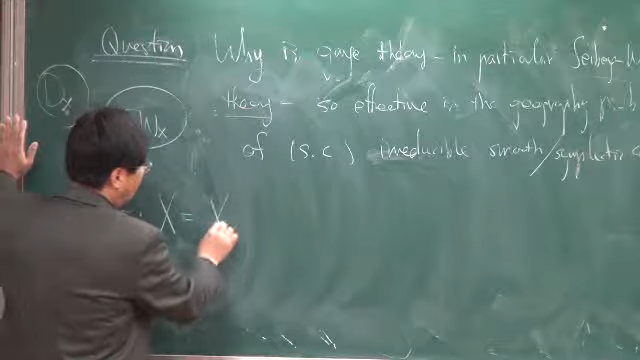 Question Why is gauge theory - in particular Seiberg-
theory - so effective in the geography prob
of (s.c) irreducible smooth/symplectic
X =